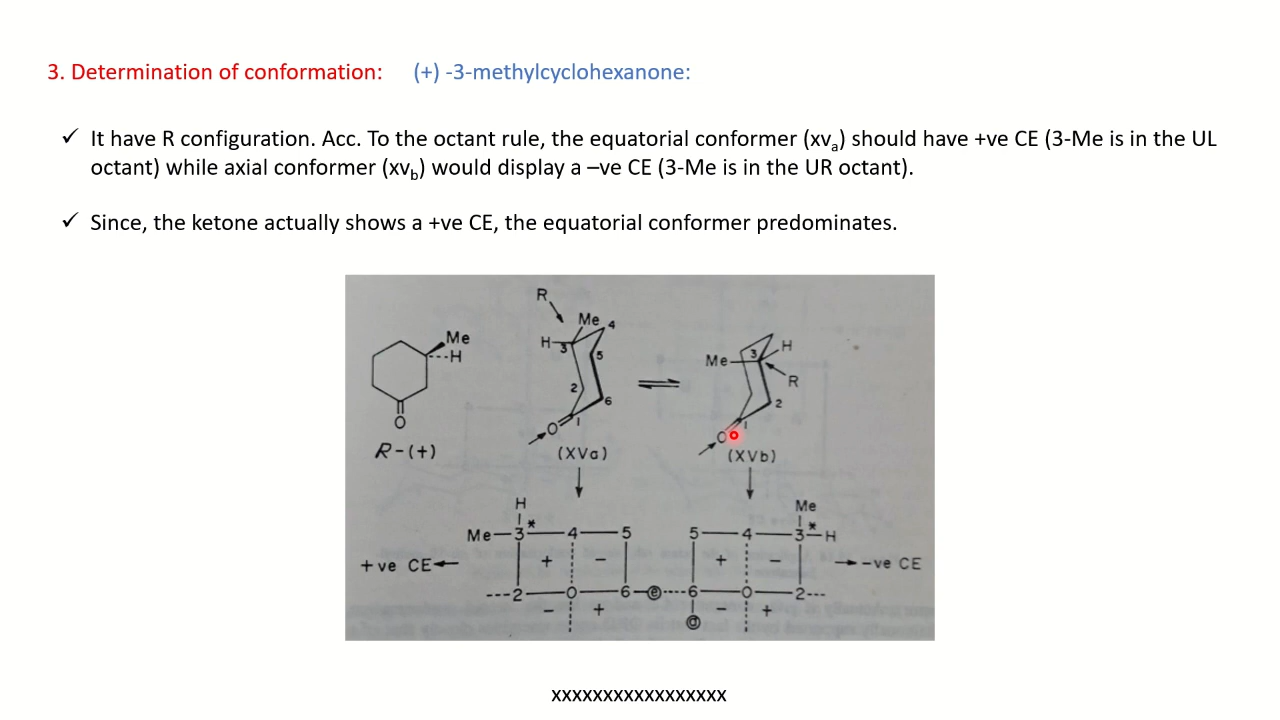 3. Determination of conformation: (+) -3-methylcyclohexanone:
✓ It have R configuration. Acc. To the octant rule, the equatorial conformer (xva) should have +ve CE (3-Me is in the UL
octant) while axial conformer (xvb) would display a –ve CE (3-Me is in the UR octant).
✓ Since, the ketone actually shows a +ve CE, the equatorial conformer predominates.
R
Me 4
H 3
5
2
6
O 1
(XVa)
Me
H
O
R-(+)
Me 3 H
R
2
O 1
(XVb)
H
Me 3 * 4 5
+ve CE + −
2 O 6 e
− +
Me
5 4 3 * H
+ − −ve CE
6 O 2
− +
@
xxxxxxxxxxxxxxxxx